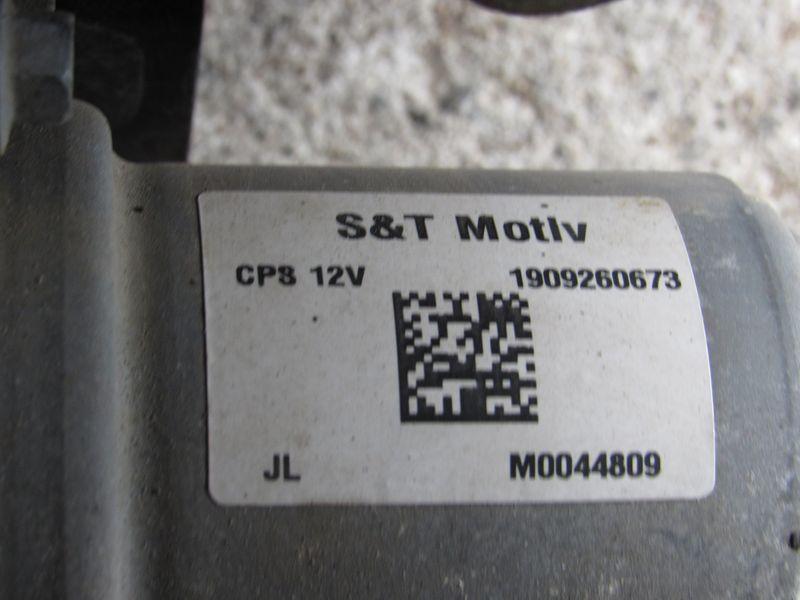 S&T Motiv
CPS 12V 1909260673
JL M0044809